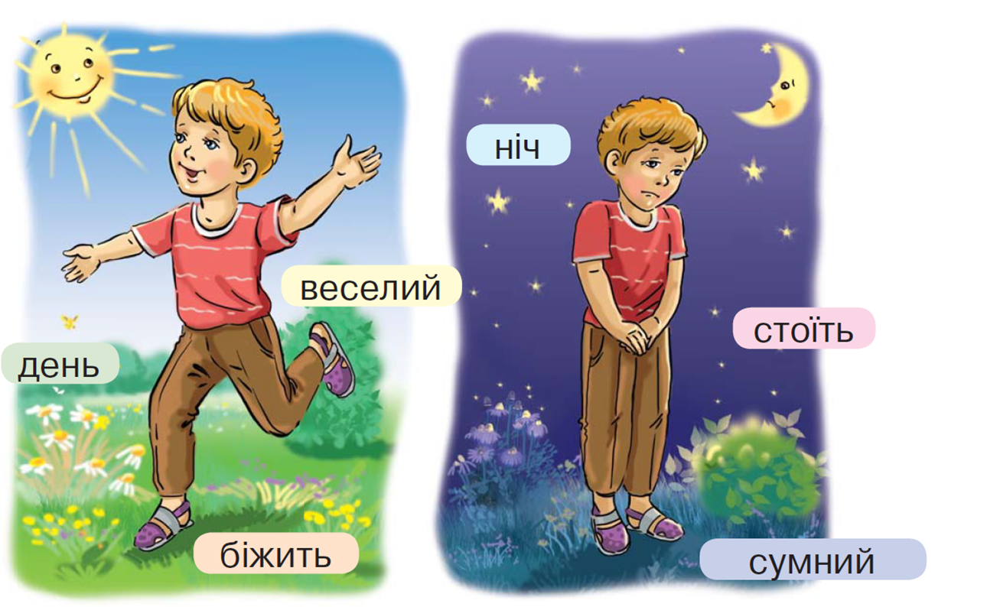 веселий
день
біжить
ніч
стоїть
сумний